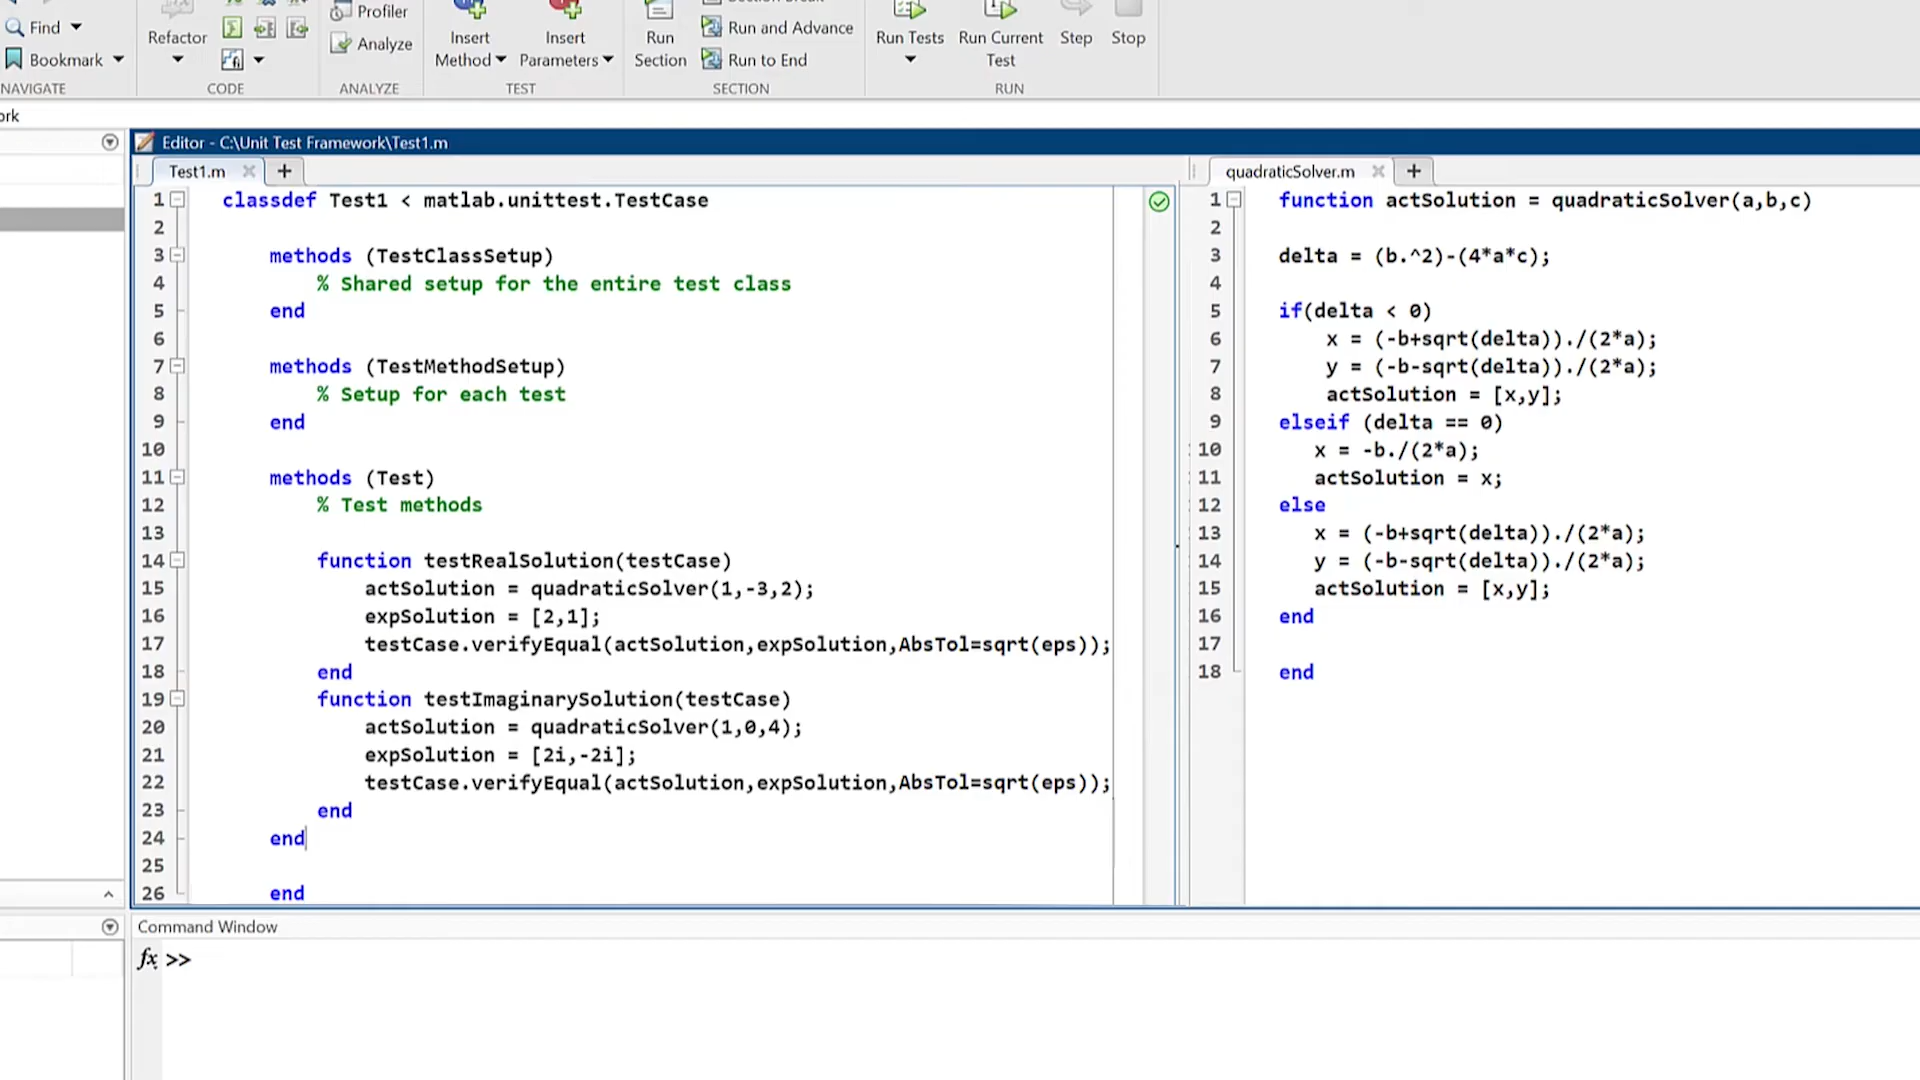 Find
Bookmark
NAVIGATE
Refactor
CODE
Profiler
Analyze
ANALYZE
Insert
Method
Insert
Parameters
TEST
Run
Section
Run and Advance
Run to End
SECTION
Run Tests
Run Current
Test
Step
Stop
RUN
ork
Editor - C:\Unit Test Framework\Test1.m
Test1.m
+
1 classdef Test1 < matlab.unittest.TestCase
2
3 methods (TestClassSetup)
4 % Shared setup for the entire test class
5 end
6
7 methods (TestMethodSetup)
8 % Setup for each test
9 end
10
11 methods (Test)
12 % Test methods
13
14 function testRealSolution(testCase)
15 actSolution = quadraticSolver(1,-3,2);
16 expSolution = [2,1];
17 testCase.verifyEqual(actSolution,expSolution,AbsTol=sqrt(eps));
18 end
19 function testImaginarySolution(testCase)
20 actSolution = quadraticSolver(1,0,4);
21 expSolution = [2i,-2i];
22 testCase.verifyEqual(actSolution,expSolution,AbsTol=sqrt(eps));
23 end
24 end
25
26 end
quadraticSolver.m
+
1 function actSolution = quadraticSolver(a,b,c)
2
3 delta = (b.^2)-(4*a*c);
4
5 if(delta < 0)
6 x = (-b+sqrt(delta))./(2*a);
7 y = (-b-sqrt(delta))./(2*a);
8 actSolution = [x,y];
9 elseif (delta == 0)
10 x = -b./(2*a);
11 actSolution = x;
12 else
13 x = (-b+sqrt(delta))./(2*a);
14 y = (-b-sqrt(delta))./(2*a);
15 actSolution = [x,y];
16 end
17
18 end
Command Window
fx >>